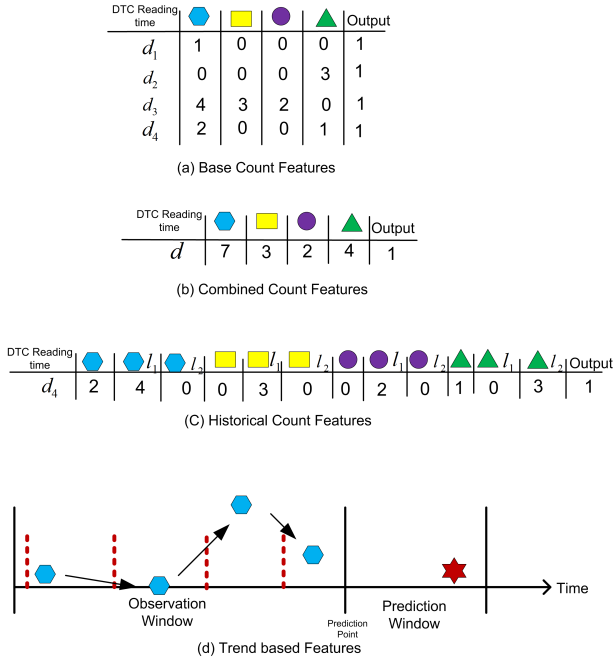 DTC Reading time Output
d1 1 0 0 0 1
d2 0 0 0 3 1
d3 4 3 2 0 1
d4 2 0 0 1 1
(a) Base Count Features
DTC Reading time Output
d 7 3 2 4 1
(b) Combined Count Features
DTC Reading time l1 l2 l1 l2 l1 l2 l1 l2 Output
d4 2 4 0 0 3 0 0 2 0 1 0 3 1
(C) Historical Count Features
Time
Observation Window
Prediction Point
Prediction Window
(d) Trend based Features